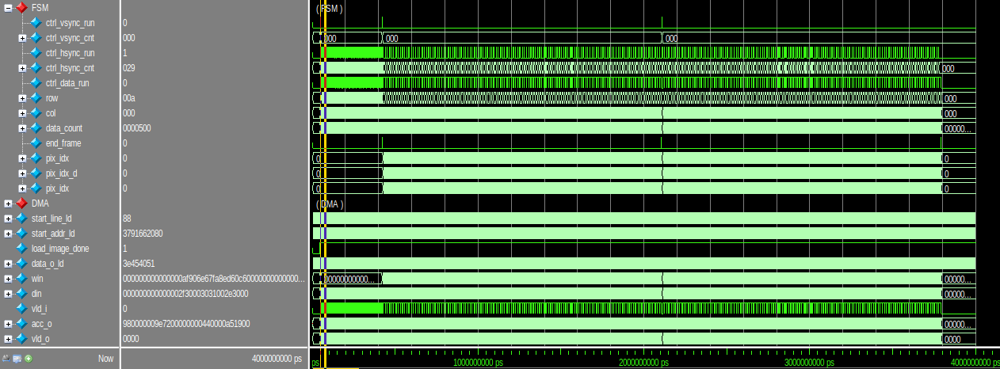 FSM ( FSM )
ctrl_vsync_run 0
ctrl_vsync_cnt 000 000 000 000
ctrl_hsync_run 1
ctrl_hsync_cnt 029 000
ctrl_data_run 0
row 00a 000
col 000 000
data_count 0000500 00000...
end_frame 0
pix_idx 0 0 0
pix_idx_d 0 0 0
pix_idx 0 0 0
DMA ( DMA )
start_line_ld 88
start_addr_ld 3791662080
load_image_done 1
data_o_ld 3e454051
win 000000000000000af906e67fa8ed60c60000000000000... 00000000000... 00000...
din 000000000000002f30003031002e3000 00000...
vld_i 0
acc_o 980000009e7200000000440000a51900 00000...
vld_o 0000 0000
Now 4000000000 ps ps 1000000000 ps 2000000000 ps 3000000000 ps 4000000000 ps